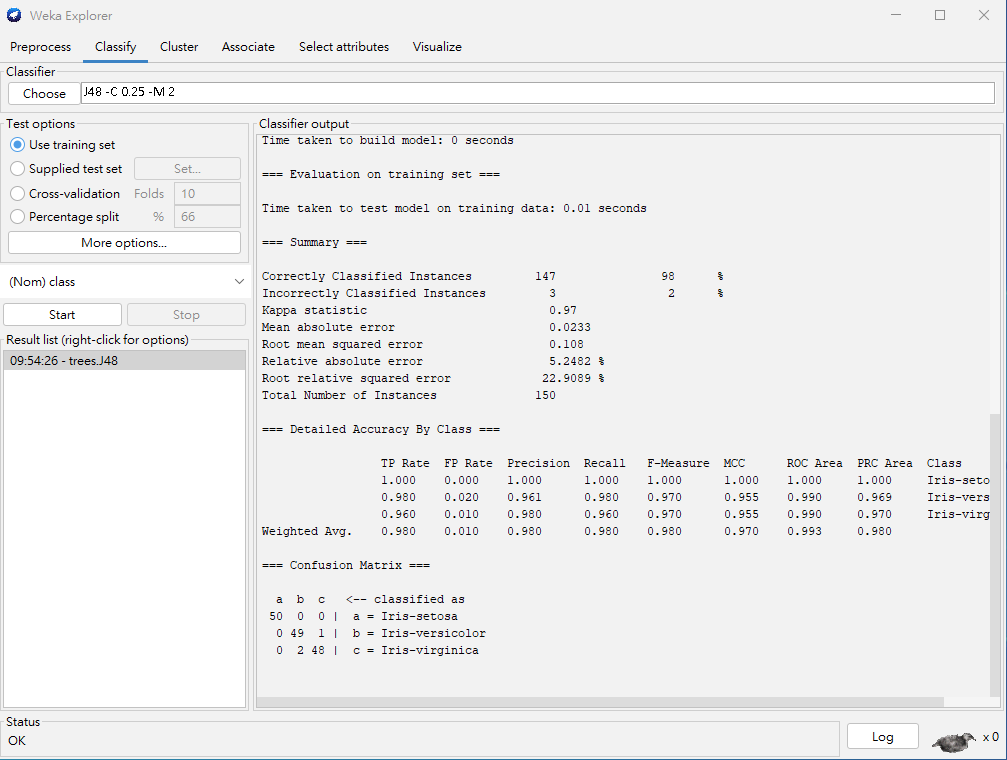 Weka Explorer
Preprocess Classify Cluster Associate Select attributes Visualize
Classifier
Choose J48 -C 0.25 -M 2
Test options
Use training set
Supplied test set Set...
Cross-validation Folds 10
Percentage split % 66
More options...
(Nom) class
Start Stop
Result list (right-click for options)
09:54:26 - trees.J48
Classifier output
Time taken to build model: 0 seconds
=== Evaluation on training set ===
Time taken to test model on training data: 0.01 seconds
=== Summary ===
Correctly Classified Instances 147 98 %
Incorrectly Classified Instances 3 2 %
Kappa statistic 0.97
Mean absolute error 0.0233
Root mean squared error 0.108
Relative absolute error 5.2482 %
Root relative squared error 22.9089 %
Total Number of Instances 150
=== Detailed Accuracy By Class ===
TP Rate FP Rate Precision Recall F-Measure MCC ROC Area PRC Area Class
1.000 0.000 1.000 1.000 1.000 1.000 1.000 1.000 Iris-seto
0.980 0.020 0.961 0.980 0.970 0.955 0.990 0.969 Iris-vers
0.960 0.010 0.980 0.960 0.970 0.955 0.990 0.970 Iris-virg
Weighted Avg. 0.980 0.010 0.980 0.980 0.980 0.970 0.993 0.980
=== Confusion Matrix ===
a b c <-- classified as
50 0 0 | a = Iris-setosa
0 49 1 | b = Iris-versicolor
0 2 48 | c = Iris-virginica
Status
OK
Log x 0